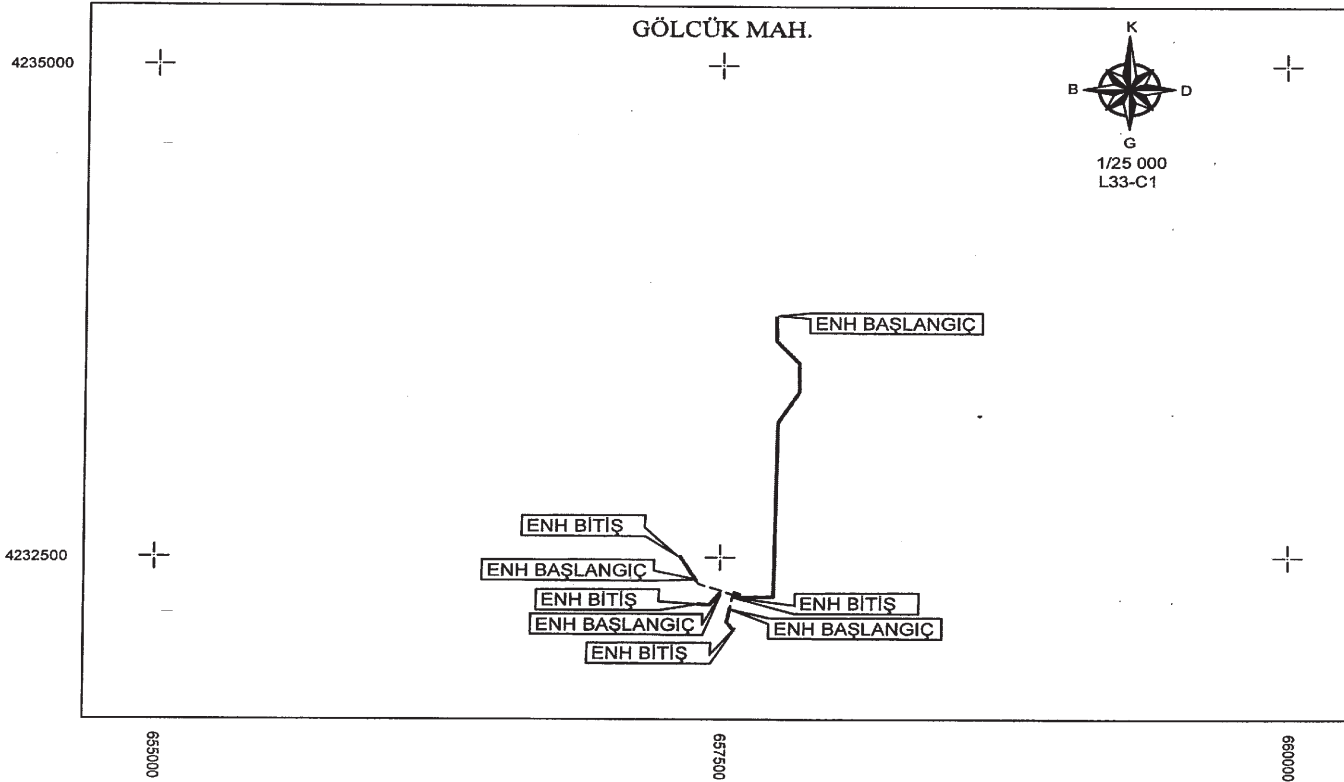 GÖLCÜK MAH.
4235000
K
B
D
G
1/25 000
L33-C1
ENH BAŞLANGIÇ
ENH BİTİŞ
4232500
ENH BAŞLANGIÇ
ENH BİTİŞ
ENH BİTİŞ
ENH BAŞLANGIÇ
ENH BAŞLANGIÇ
ENH BİTİŞ
655000
657500
660000